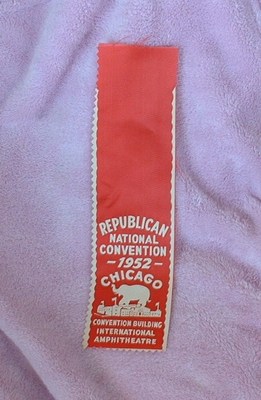 REPUBLICAN
NATIONAL
CONVENTION
- 1952 -
CHICAGO
CONVENTION BUILDING
INTERNATIONAL
AMPHITHEATRE